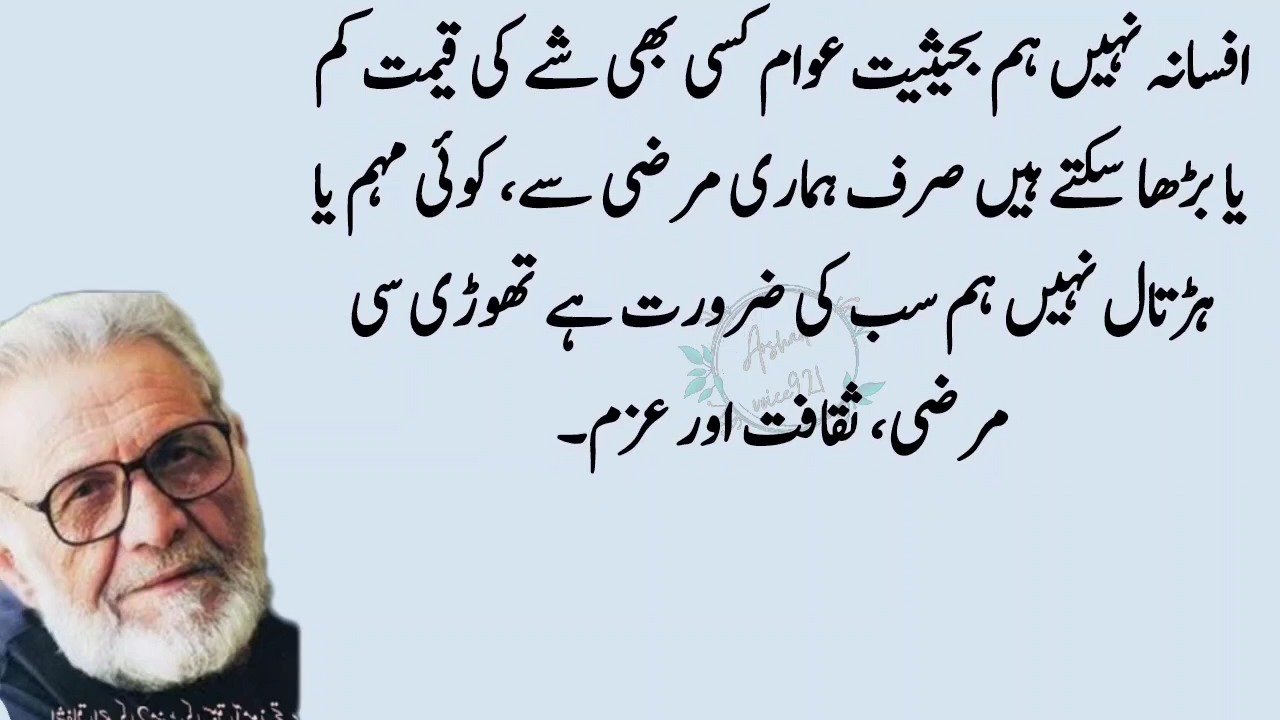 افسانہ نہیں ہم بحیثیت عوام کسی بھی شے کی قیمت کم
یا بڑھا سکتے ہیں صرف ہماری مرضی سے، کوئی مہم یا
ہڑتال نہیں ہم سب کی ضرورت ہے تھوڑی سی
مرضی، ثقافت اور عزم۔
voice921